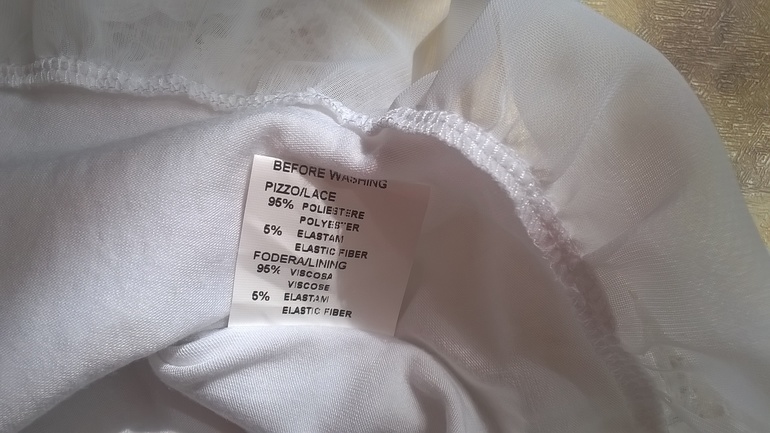 BEFORE WASHING
PIZZO/LACE
95% POLIESTERE
POLYESTER
5% ELASTAM
ELASTIC FIBER
FODERA/LINING
95% VISCOSA
VISCOSE
5% ELASTAM
ELASTIC FIBER